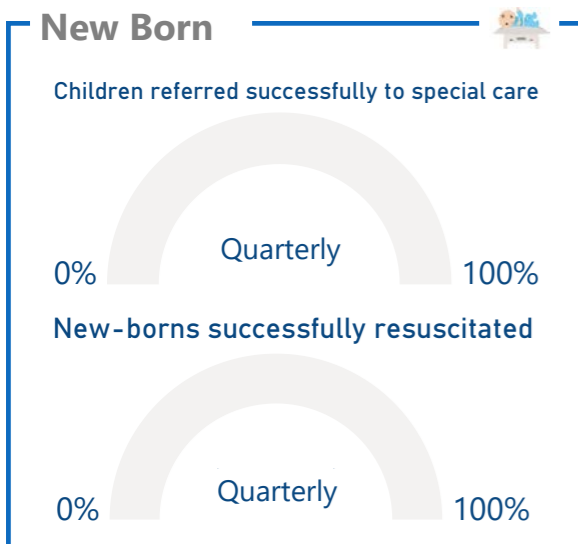 New Born
Children referred successfully to special care
Quarterly
0%
100%
New-borns successfully resuscitated
Quarterly
0%
100%